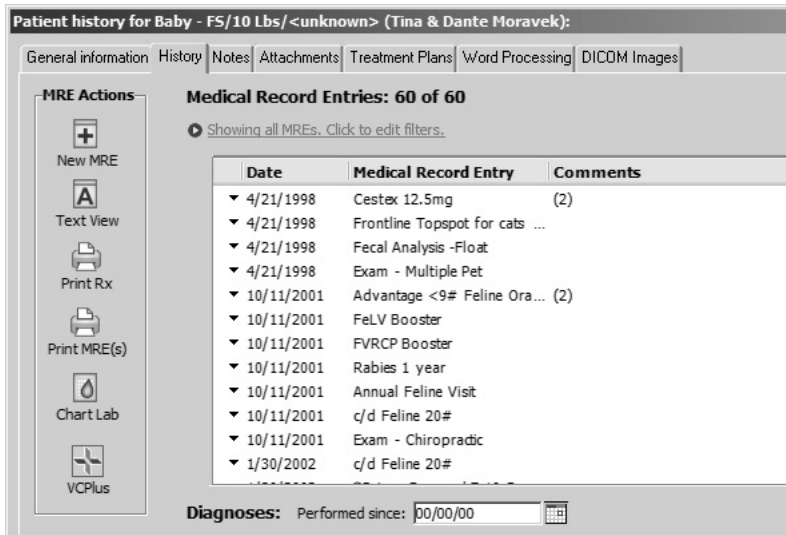 Patient history for Baby - FS/10 Lbs/<unknown> (Tina & Dante Moravek):
General information History Notes Attachments Treatment Plans Word Processing DICOM Images
MRE Actions
New MRE
Text View
Print Rx
Print MRE(s)
Chart Lab
VCPlus
Medical Record Entries: 60 of 60
Showing all MREs. Click to edit filters.
Date Medical Record Entry Comments
4/21/1998 Cestex 12.5mg (2)
4/21/1998 Frontline Topspot for cats ...
4/21/1998 Fecal Analysis -Float
4/21/1998 Exam - Multiple Pet
10/11/2001 Advantage <9# Feline Ora... (2)
10/11/2001 FeLV Booster
10/11/2001 FVRCP Booster
10/11/2001 Rabies 1 year
10/11/2001 Annual Feline Visit
10/11/2001 c/d Feline 20#
10/11/2001 Exam - Chiropractic
1/30/2002 c/d Feline 20#
Diagnoses: Performed since: 00/00/00